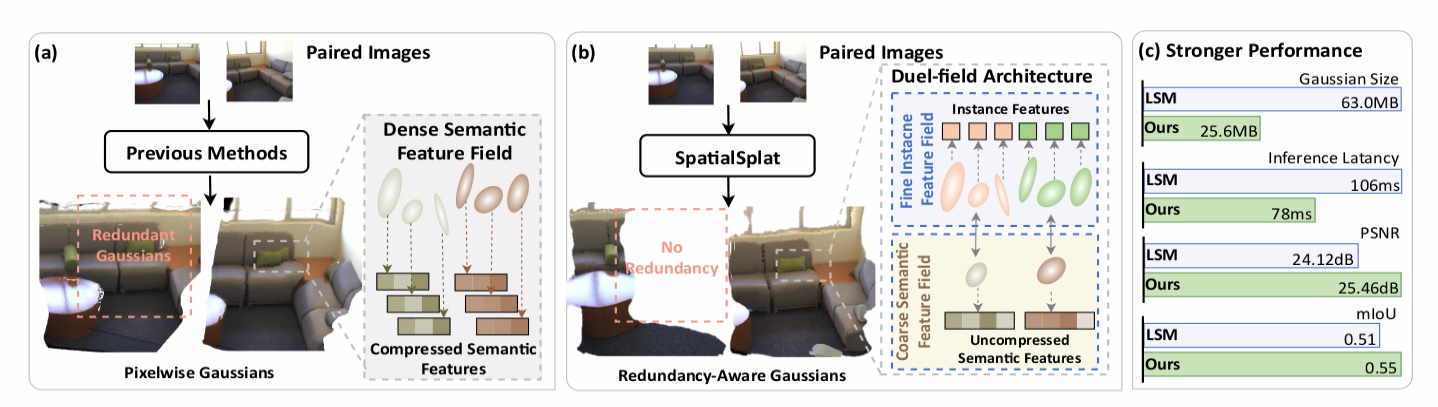 (a)
Paired Images
Previous Methods
Redundant
Gaussians
Pixelwise Gaussians
Dense Semantic
Feature Field
Compressed Semantic
Features
(b)
Paired Images
SpatialSplat
No
Redundancy
Redundancy-Aware Gaussians
Duel-field Architecture
Instance Features
Fine Instacne
Feature Field
Coarse Semantic
Feature Field
Uncompressed
Semantic Features
(c) Stronger Performance
Gaussian Size
LSM 63.0MB
Ours 25.6MB
Inference Latancy
LSM 106ms
Ours 78ms
PSNR
LSM 24.12dB
Ours 25.46dB
mIoU
LSM 0.51
Ours 0.55